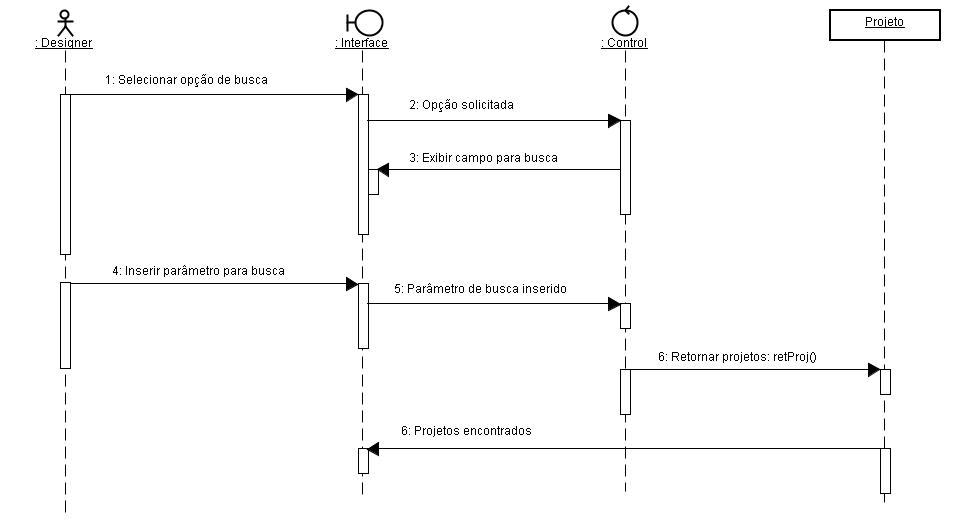 : Designer
: Interface
: Control
Projeto
1: Selecionar opção de busca
2: Opção solicitada
3: Exibir campo para busca
4: Inserir parâmetro para busca
5: Parâmetro de busca inserido
6: Retornar projetos: retProj()
6: Projetos encontrados